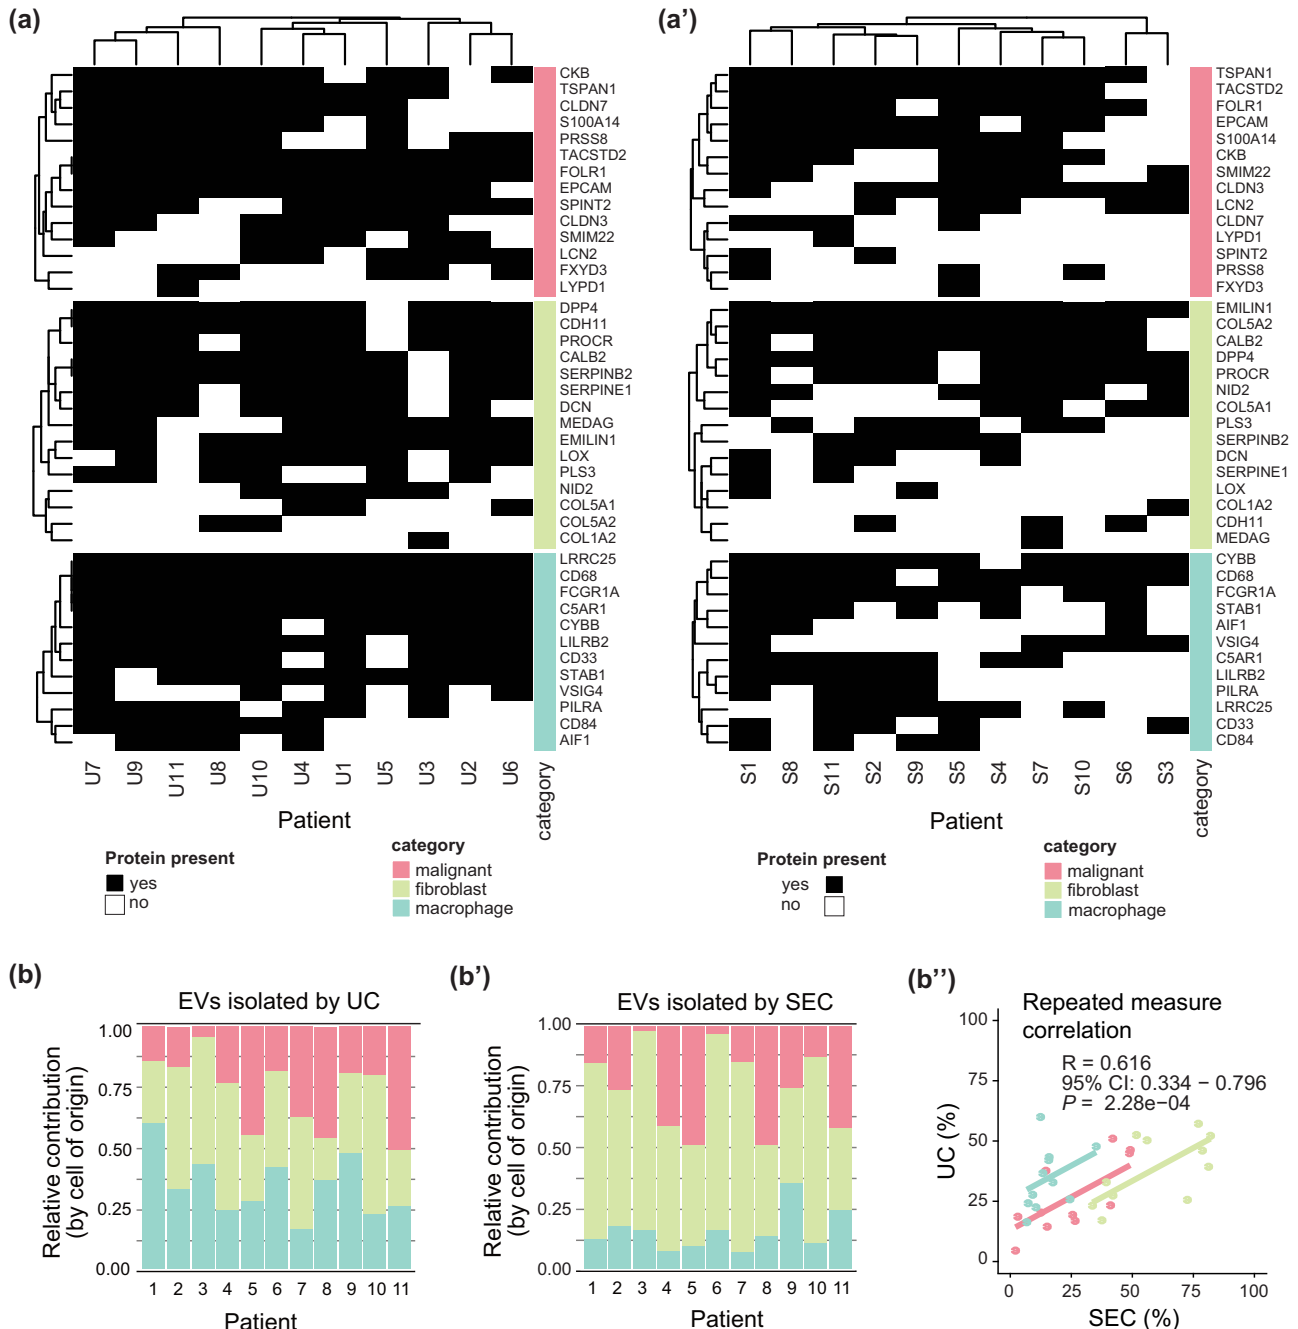 (a)
CKB
TSPAN1
CLDN7
S100A14
PRSS8
TACSTD2
FOLR1
EPCAM
SPINT2
CLDN3
SMIM22
LCN2
FXYD3
LYPD1
DPP4
CDH11
PROCR
CALB2
SERPINB2
SERPINE1
DCN
MEDAG
EMILIN1
LOX
PLS3
NID2
COL5A1
COL5A2
COL1A2
LRRC25
CD68
FCGR1A
C5AR1
CYBB
LILRB2
CD33
STAB1
VSIG4
PILRA
CD84
AIF1
U7 U9 U11 U8 U10 U4 U1 U5 U3 U2 U6 category
Patient
Protein present
yes
no
category
malignant
fibroblast
macrophage
(a')
TSPAN1
TACSTD2
FOLR1
EPCAM
S100A14
CKB
SMIM22
CLDN3
LCN2
CLDN7
LYPD1
SPINT2
PRSS8
FXYD3
EMILIN1
COL5A2
CALB2
DPP4
PROCR
NID2
COL5A1
PLS3
SERPINB2
DCN
SERPINE1
LOX
COL1A2
CDH11
MEDAG
CYBB
CD68
FCGR1A
STAB1
AIF1
VSIG4
C5AR1
LILRB2
PILRA
LRRC25
CD33
CD84
S1 S8 S11 S2 S9 S5 S4 S7 S10 S6 S3 category
Patient
Protein present
yes
no
category
malignant
fibroblast
macrophage
(b)
EVs isolated by UC
Relative contribution
(by cell of origin)
1.00
0.75
0.50
0.25
0.00
1 2 3 4 5 6 7 8 9 10 11
Patient
(b')
EVs isolated by SEC
Relative contribution
(by cell of origin)
1.00
0.75
0.50
0.25
0.00
1 2 3 4 5 6 7 8 9 10 11
Patient
(b'')
Repeated measure
correlation
R = 0.616
95% CI: 0.334 − 0.796
P = 2.28e−04
UC (%)
100
75
50
25
0
0 25 50 75 100
SEC (%)